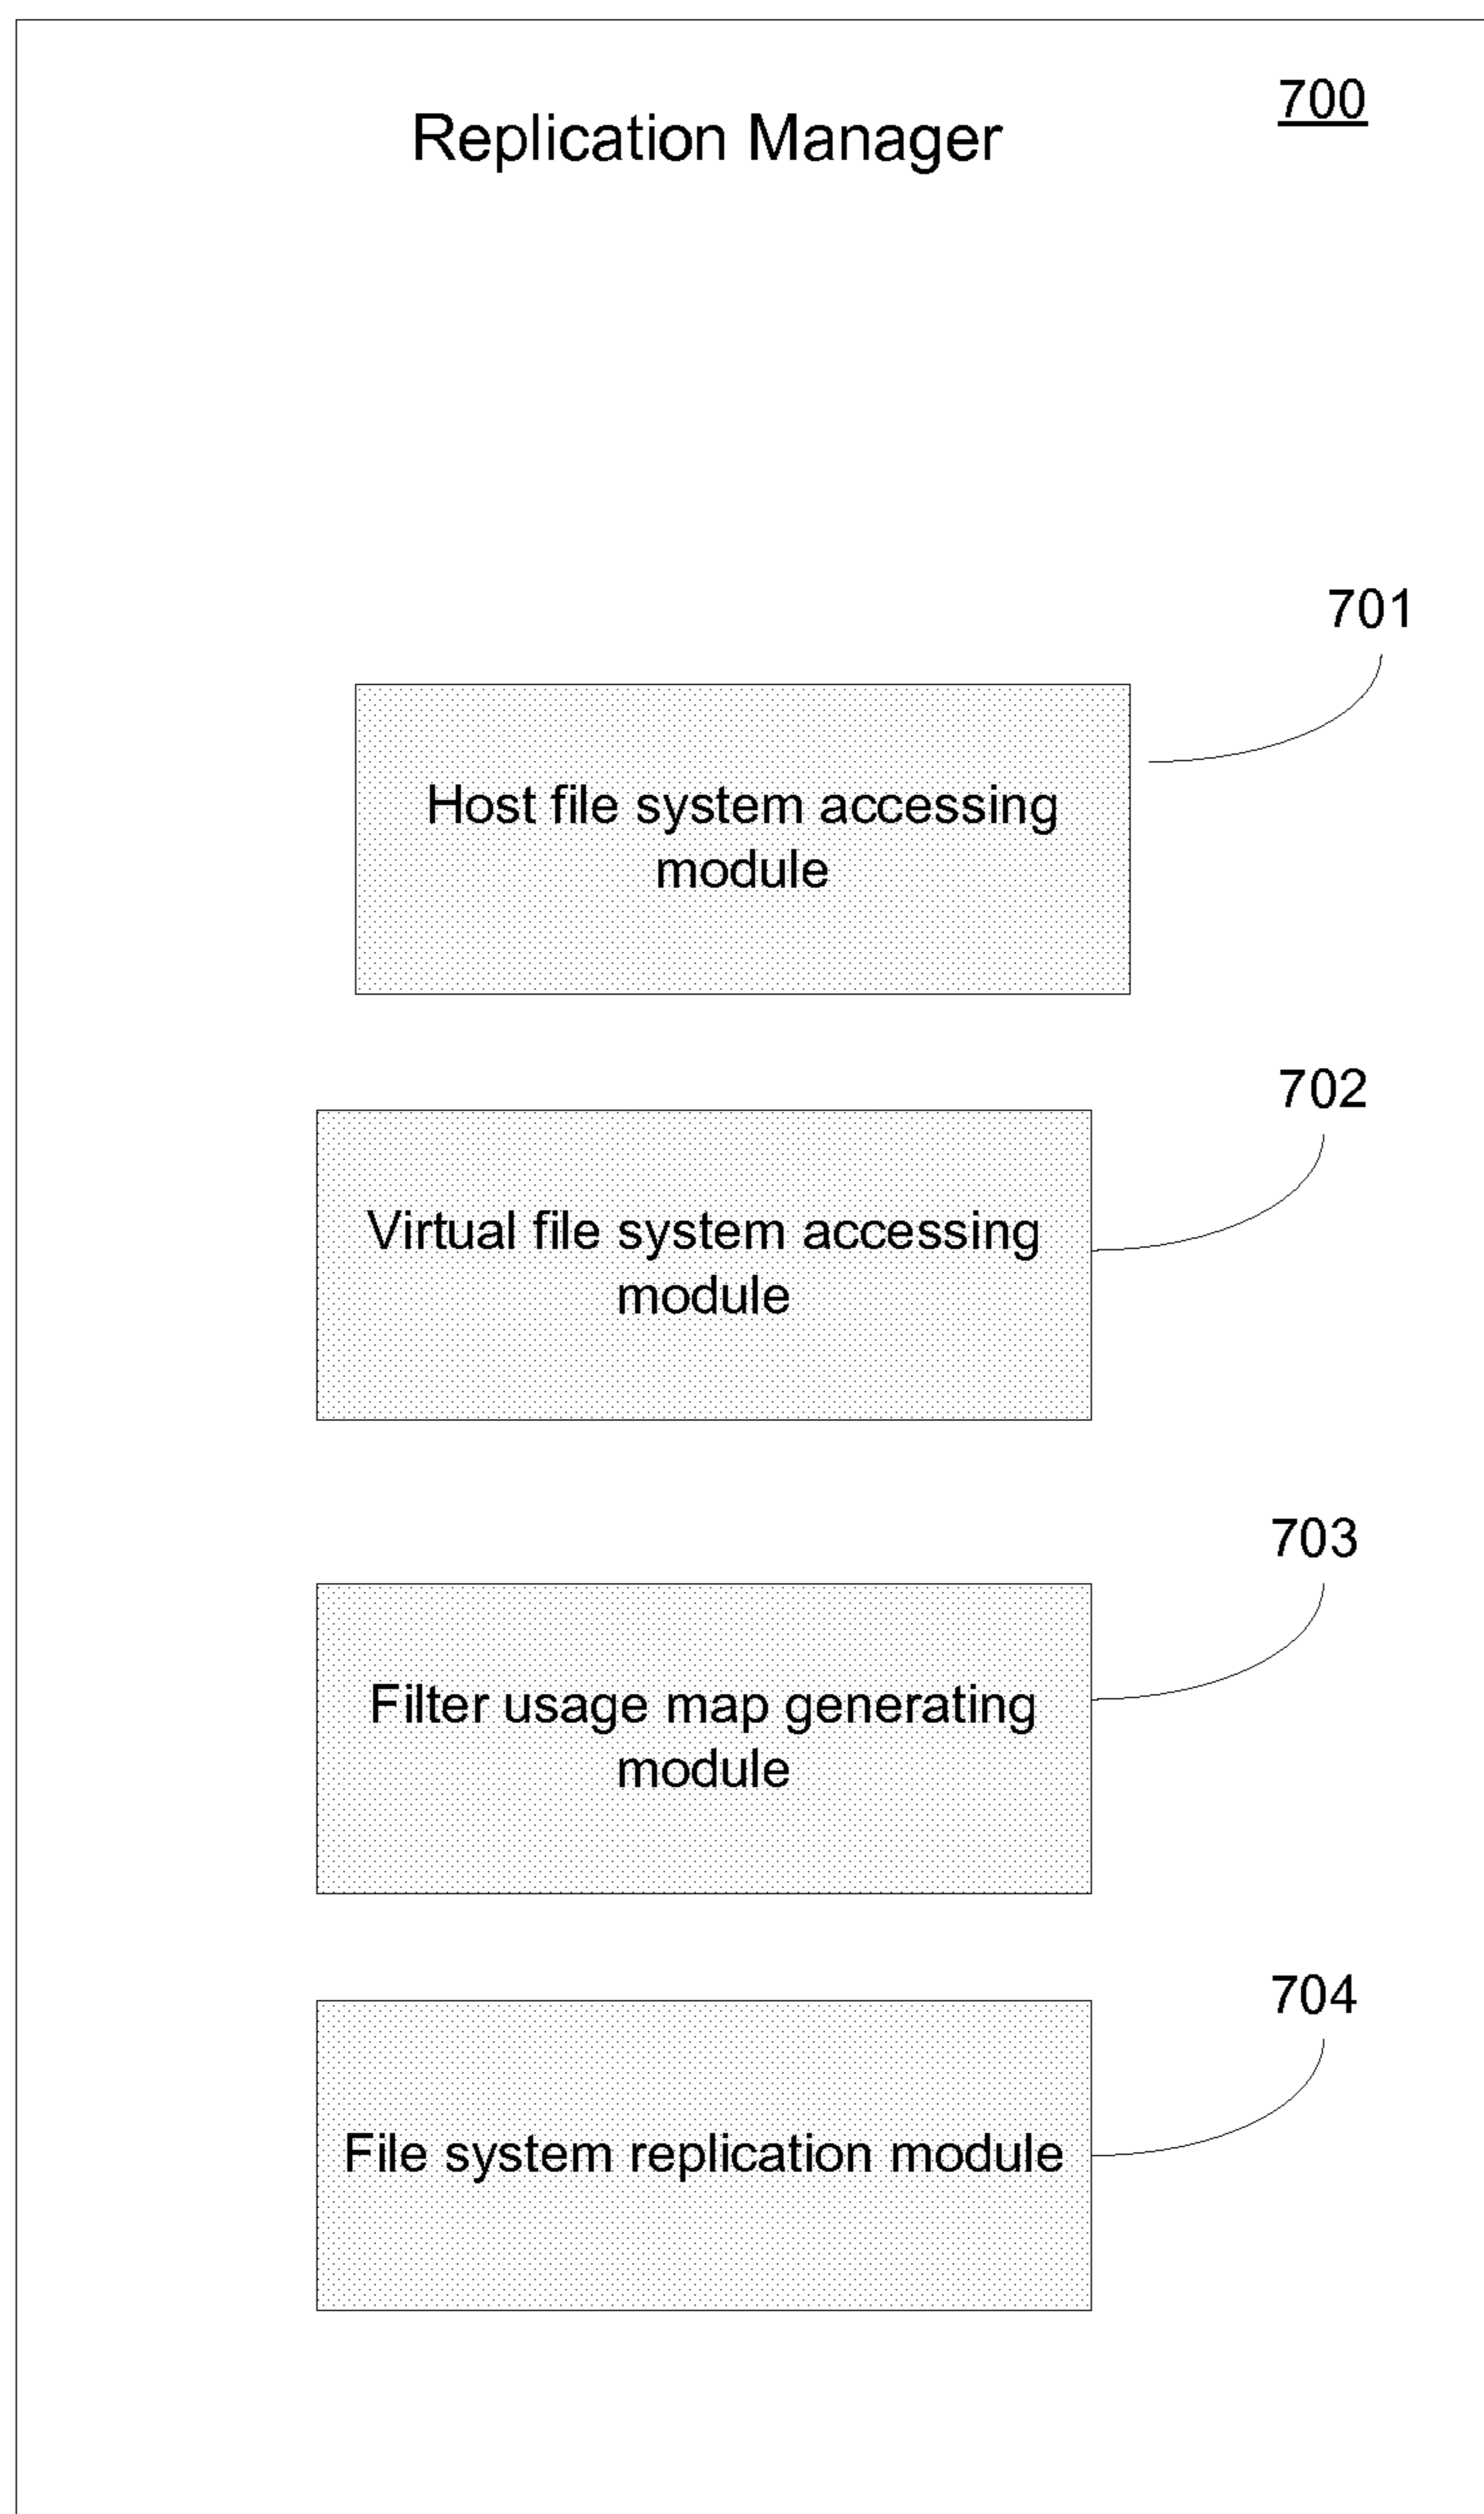 700
Replication Manager
701
Host file system accessing
module
702
Virtual file system accessing
module
703
Filter usage map generating
module
704
File system replication module